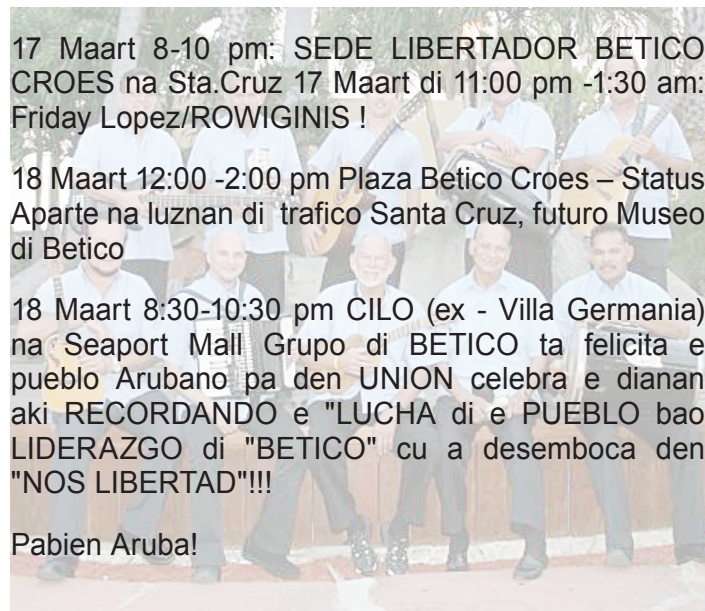 17 Maart 8-10 pm: SEDE LIBERTADOR BETICO
CROES na Sta.Cruz 17 Maart di 11:00 pm -1:30 am:
Friday Lopez/ROWIGINIS !
18 Maart 12:00 -2:00 pm Plaza Betico Croes – Status
Aparte na luznan di trafico Santa Cruz, futuro Museo
di Betico
18 Maart 8:30-10:30 pm CILO (ex - Villa Germania)
na Seaport Mall Grupo di BETICO ta felicita e
pueblo Arubano pa den UNION celebra e dianan
aki RECORDANDO e "LUCHA di e PUEBLO bao
LIDERAZGO di "BETICO" cu a desemboca den
"NOS LIBERTAD"!!!
Pabien Aruba!